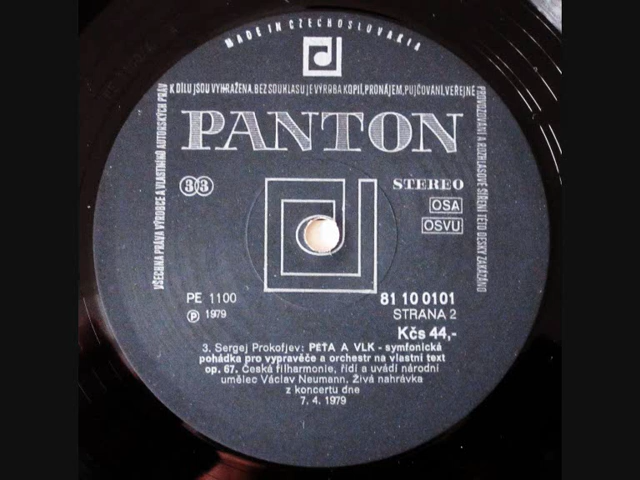 MADE IN CZECHOSLOVAKIA
VŠECHNA PRÁVA VÝROBCE A VLASTNÍKŮ AUTORSKÝCH PRÁV
K DÍLU JSOU VYHRAŽENA. BEZ SOUHLASU JE VÝROBA KOPIÍ, PRONÁJEM, PUJČOVÁNÍ, VEŘEJNÉ
PROVOZOVÁNÍ A ROZHLASOVÉ ŠÍŘENÍ TÉTO DESKY ZAKÁZÁNO
PANTON
33
STEREO
OSA
OSVU
PE 1100
81 10 0101
℗ 1979
STRANA 2
Kčs 44,-
3. Sergej Prokofjev: PÉŤA A VLK - symfonická
pohádka pro vypravěče a orchestr na vlastní text
op. 67. Česká filharmonie, řídí a uvádí národní
umělec Václav Neumann. Živá nahrávka
z koncertu dne
7. 4. 1979